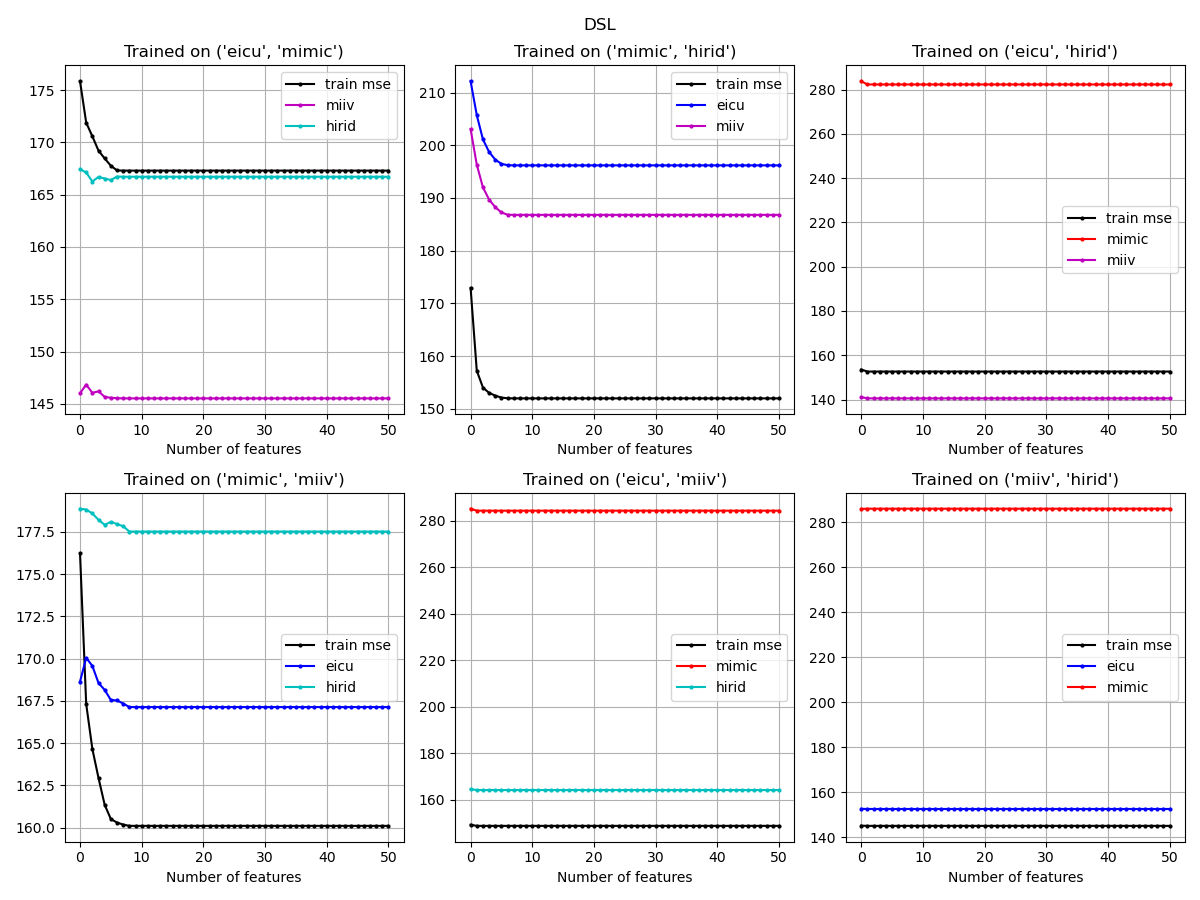 DSL
Trained on ('eicu', 'mimic')
175
170
165
160
155
150
145
0 10 20 30 40 50
Number of features
train mse
miiv
hirid
Trained on ('mimic', 'hirid')
210
200
190
180
170
160
150
0 10 20 30 40 50
Number of features
train mse
eicu
miiv
Trained on ('eicu', 'hirid')
280
260
240
220
200
180
160
140
0 10 20 30 40 50
Number of features
train mse
mimic
miiv
Trained on ('mimic', 'miiv')
177.5
175.0
172.5
170.0
167.5
165.0
162.5
160.0
0 10 20 30 40 50
Number of features
train mse
eicu
hirid
Trained on ('eicu', 'miiv')
280
260
240
220
200
180
160
0 10 20 30 40 50
Number of features
train mse
mimic
hirid
Trained on ('miiv', 'hirid')
280
260
240
220
200
180
160
140
0 10 20 30 40 50
Number of features
train mse
eicu
mimic